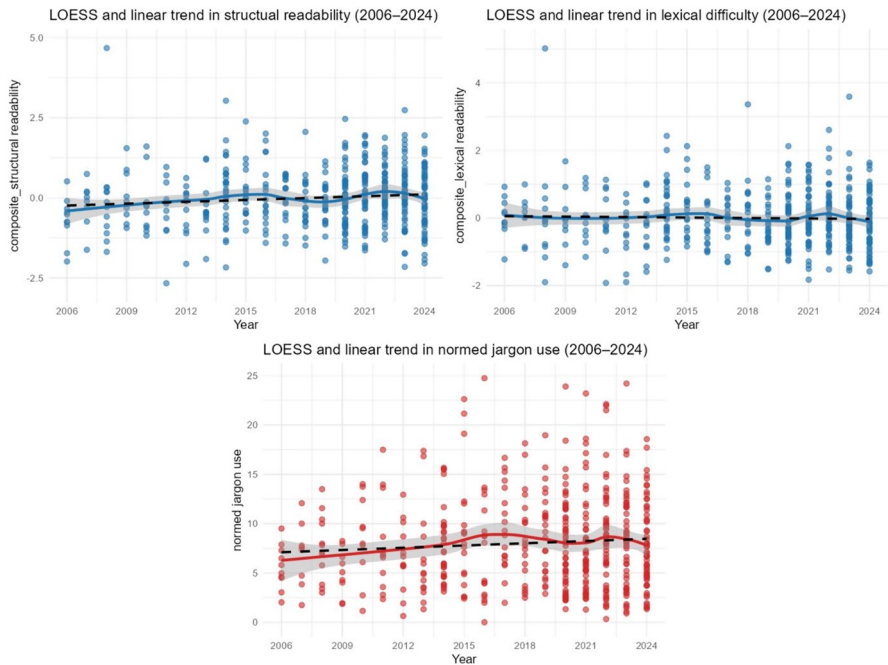 LOESS and linear trend in structual readability (2006–2024)
5.0
2.5
0.0
-2.5
composite_structural readability
2006 2009 2012 2015 2018 2021 2024
Year
LOESS and linear trend in lexical difficulty (2006–2024)
4
2
0
-2
composite_lexical readability
2006 2009 2012 2015 2018 2021 2024
Year
LOESS and linear trend in normed jargon use (2006–2024)
25
20
15
10
5
0
normed jargon use
2006 2009 2012 2015 2018 2021 2024
Year